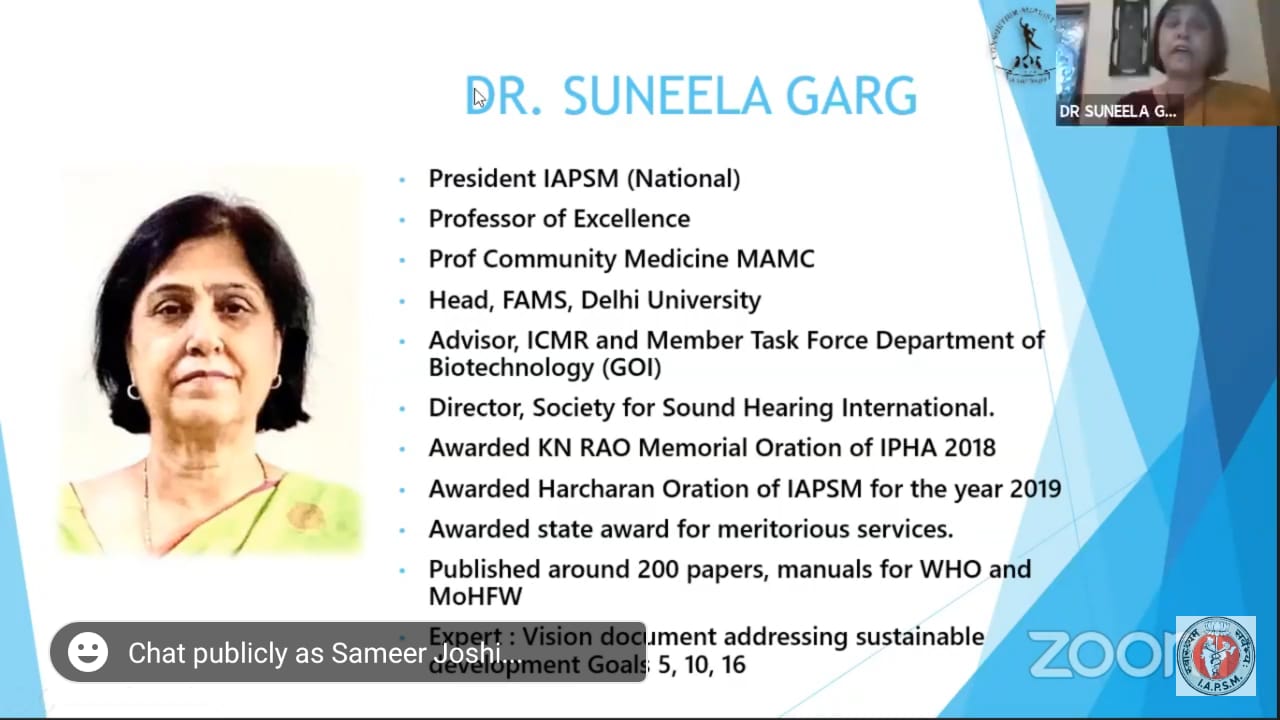 DR. SUNEELA GARG
DR SUNEELA G...
President IAPSM (National)
Professor of Excellence
Prof Community Medicine MAMC
Head, FAMS, Delhi University
Advisor, ICMR and Member Task Force Department of
Biotechnology (GOI)
Director, Society for Sound Hearing International.
Awarded KN RAO Memorial Oration of IPHA 2018
Awarded Harcharan Oration of IAPSM for the year 2019
Awarded state award for meritorious services.
Published around 200 papers, manuals for WHO and
MoHFW
Expert : Vision document addressing sustainable
development Goals 5, 10, 16
Chat publicly as Sameer Joshi...
zoom
I.A.P.S.M.